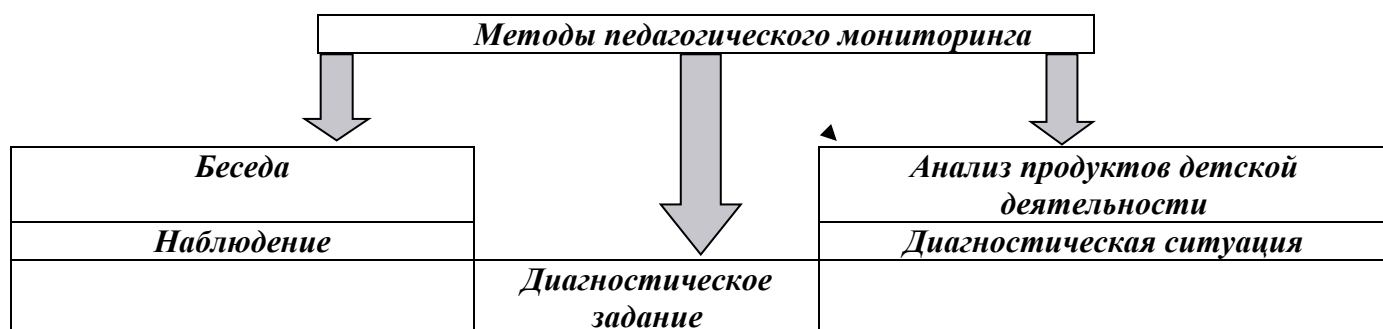 Методы педагогического мониторинга
Беседа
Анализ продуктов детской
деятельности
Наблюдение
Диагностическая ситуация
Диагностическое
задание